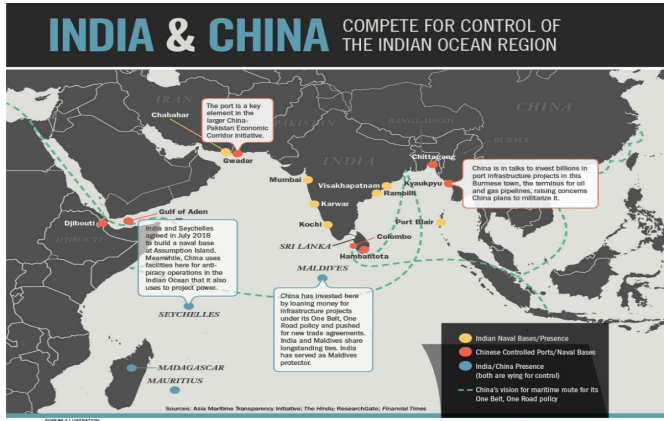 INDIA & CHINA
COMPETE FOR CONTROL OF
THE INDIAN OCEAN REGION
IRAN
PAKISTAN
BANGLADESH
CHINA
BURMA
INDIA
Chabahar
The port is a key
element in the
larger China-
Pakistan Economic
Corridor initiative.
Gwadar
Chittagong
Mumbai
Visakhapatnam
Rambilli
Kyaukpyu
China is in talks to invest billions in
port infrastructure projects in this
Burmese town, the terminus for oil
and gas pipelines, raising concerns
China plans to militarize it.
Karwar
Kochi
Port Blair
Djibouti
DJIBOUTI
Gulf of Aden
India and Seychelles
agreed in July 2018
to build a naval base
at Assumption Island.
Meanwhile, China uses
facilities here for anti-
piracy operations in the
Indian Ocean that it also
uses to project power.
SEYCHELLES
SRI LANKA
Colombo
Hambantota
MALDIVES
China has invested here
by loaning money for
infrastructure projects
under its One Belt, One
Road policy and pushed
for new trade agreements.
India and Maldives share
longstanding ties. India
has served as Maldives
protector.
MADAGASCAR
MAURITIUS
Indian Naval Bases/Presence
Chinese Controlled Ports/Naval Bases
India/China Presence
(both are vying for control)
China's vision for maritime route for its
One Belt, One Road policy
Sources: Asia Maritime Transparency Initiative; The Hindu; ResearchGate; Financial Times
FORUM ILLUSTRATION